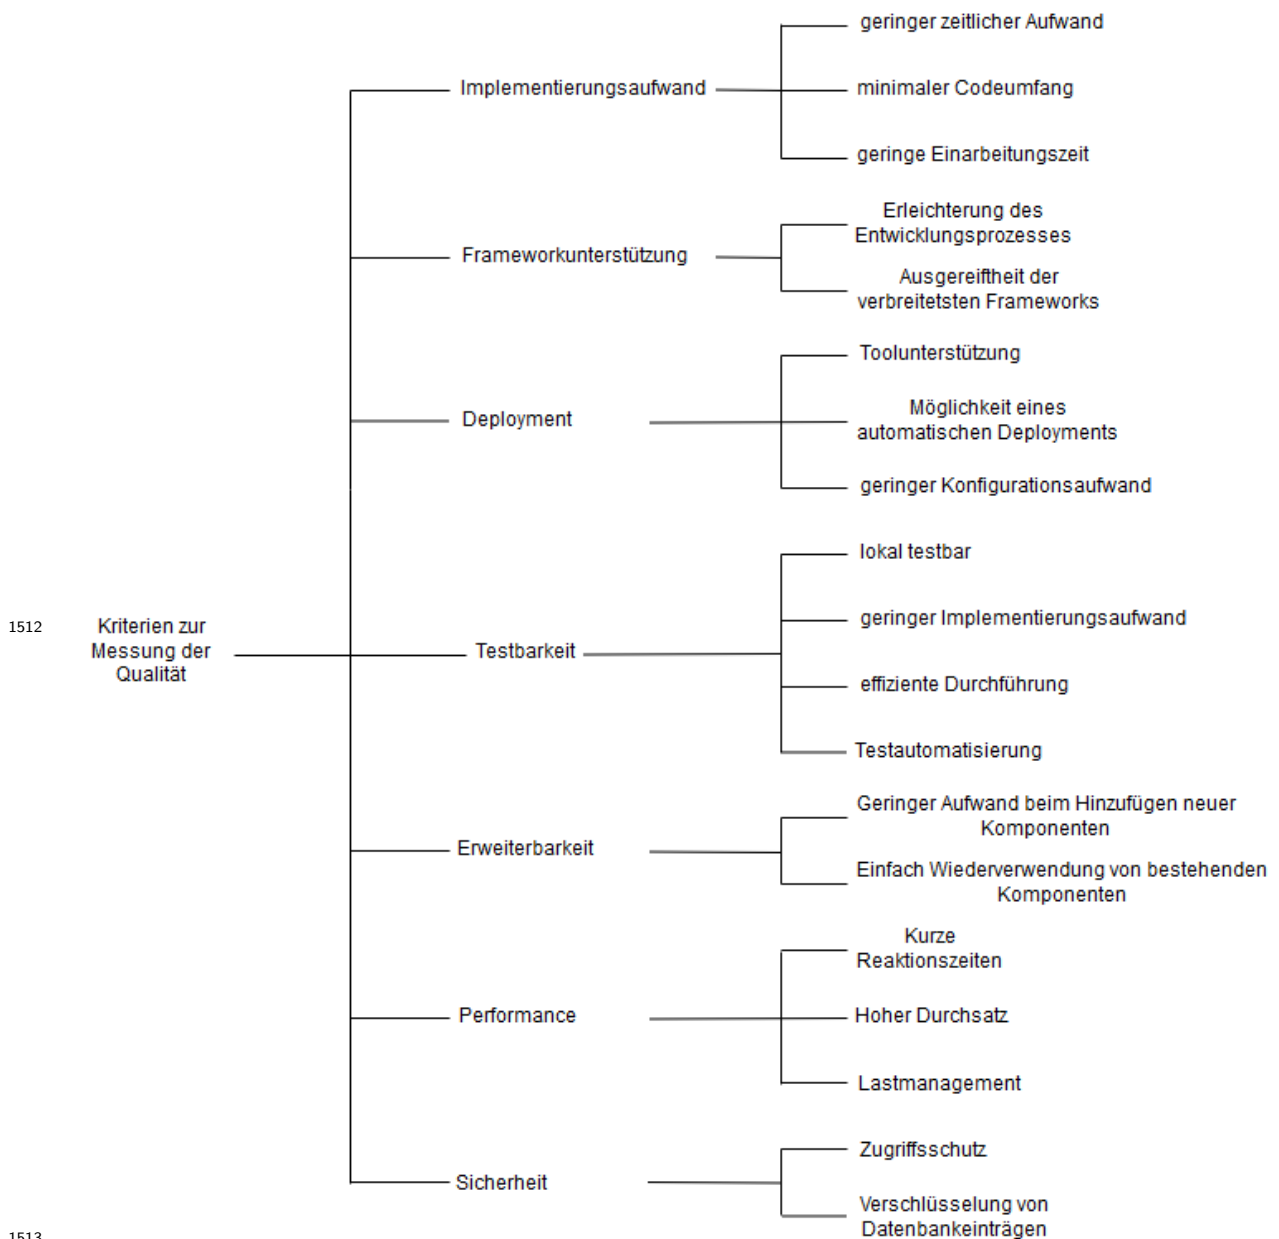 geringer zeitlicher Aufwand
Implementierungsaufwand
minimaler Codeumfang
geringe Einarbeitungszeit
Erleichterung des
Entwicklungsprozesses
Frameworkunterstützung
Ausgereiftheit der
verbreitetsten Frameworks
Toolunterstützung
Deployment
Möglichkeit eines
automatischen Deployments
geringer Konfigurationsaufwand
1512
Kriterien zur
Messung der
Qualität
Testbarkeit
lokal testbar
geringer Implementierungsaufwand
effiziente Durchführung
Testautomatisierung
Erweiterbarkeit
Geringer Aufwand beim Hinzufügen neuer
Komponenten
Einfach Wiederverwendung von bestehenden
Komponenten
Performance
Kurze
Reaktionszeiten
Hoher Durchsatz
Lastmanagement
Sicherheit
Zugriffsschutz
Verschlüsselung von
Datenbankeinträgen
1513